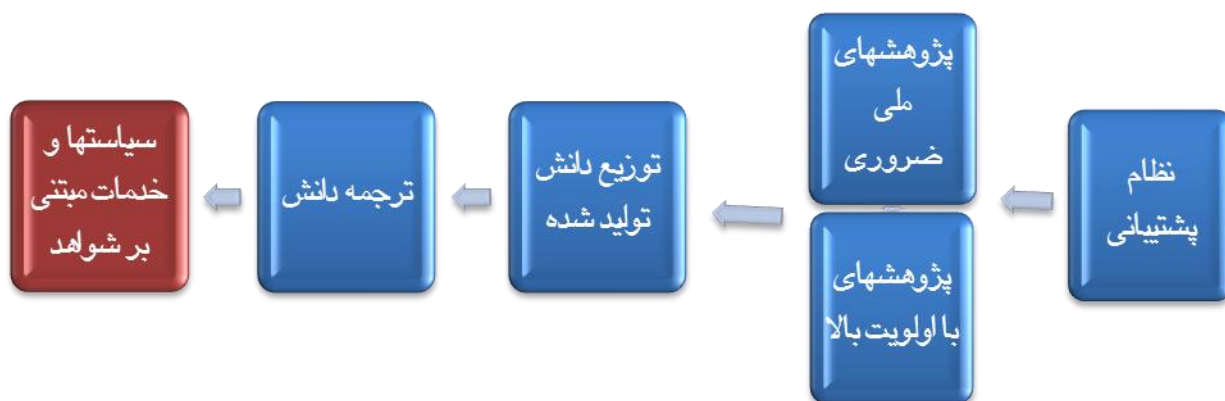 نظام
پشتیبانی
پژوهشهای
ملی
ضروری
پژوهشهای
با اولویت بالا
توزیع دانش
تولید شده
ترجمه دانش
سیاستها و
خدمات مبتنی
بر شواهد